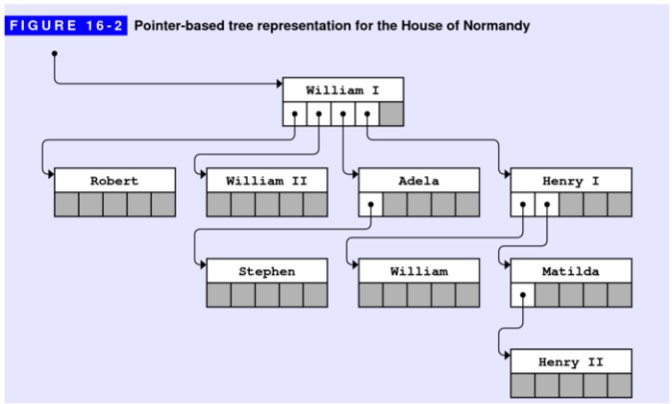 FIGURE 16-2 Pointer-based tree representation for the House of Normandy
William I
Robert William II Adela Henry I
Stephen William Matilda
Henry II